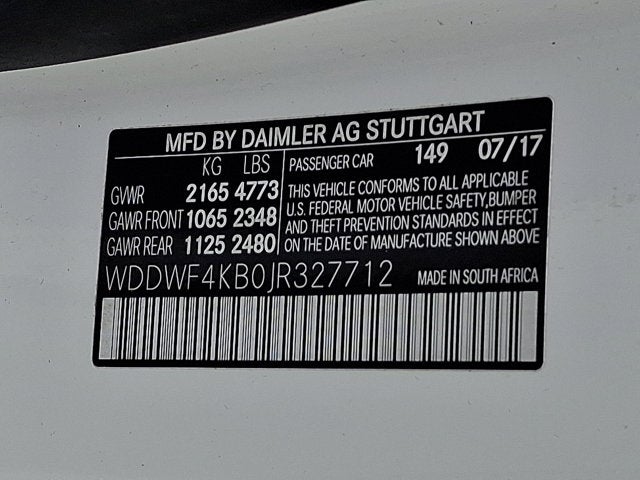 MFD BY DAIMLER AG STUTTGART
KG LBS
GVWR 2165 4773
GAWR FRONT 1065 2348
GAWR REAR 1125 2480
PASSENGER CAR 149 07/17
THIS VEHICLE CONFORMS TO ALL APPLICABLE
U.S. FEDERAL MOTOR VEHICLE SAFETY,BUMPER
AND THEFT PREVENTION STANDARDS IN EFFECT
ON THE DATE OF MANUFACTURE SHOWN ABOVE
WDDWF4KB0JR327712 MADE IN SOUTH AFRICA